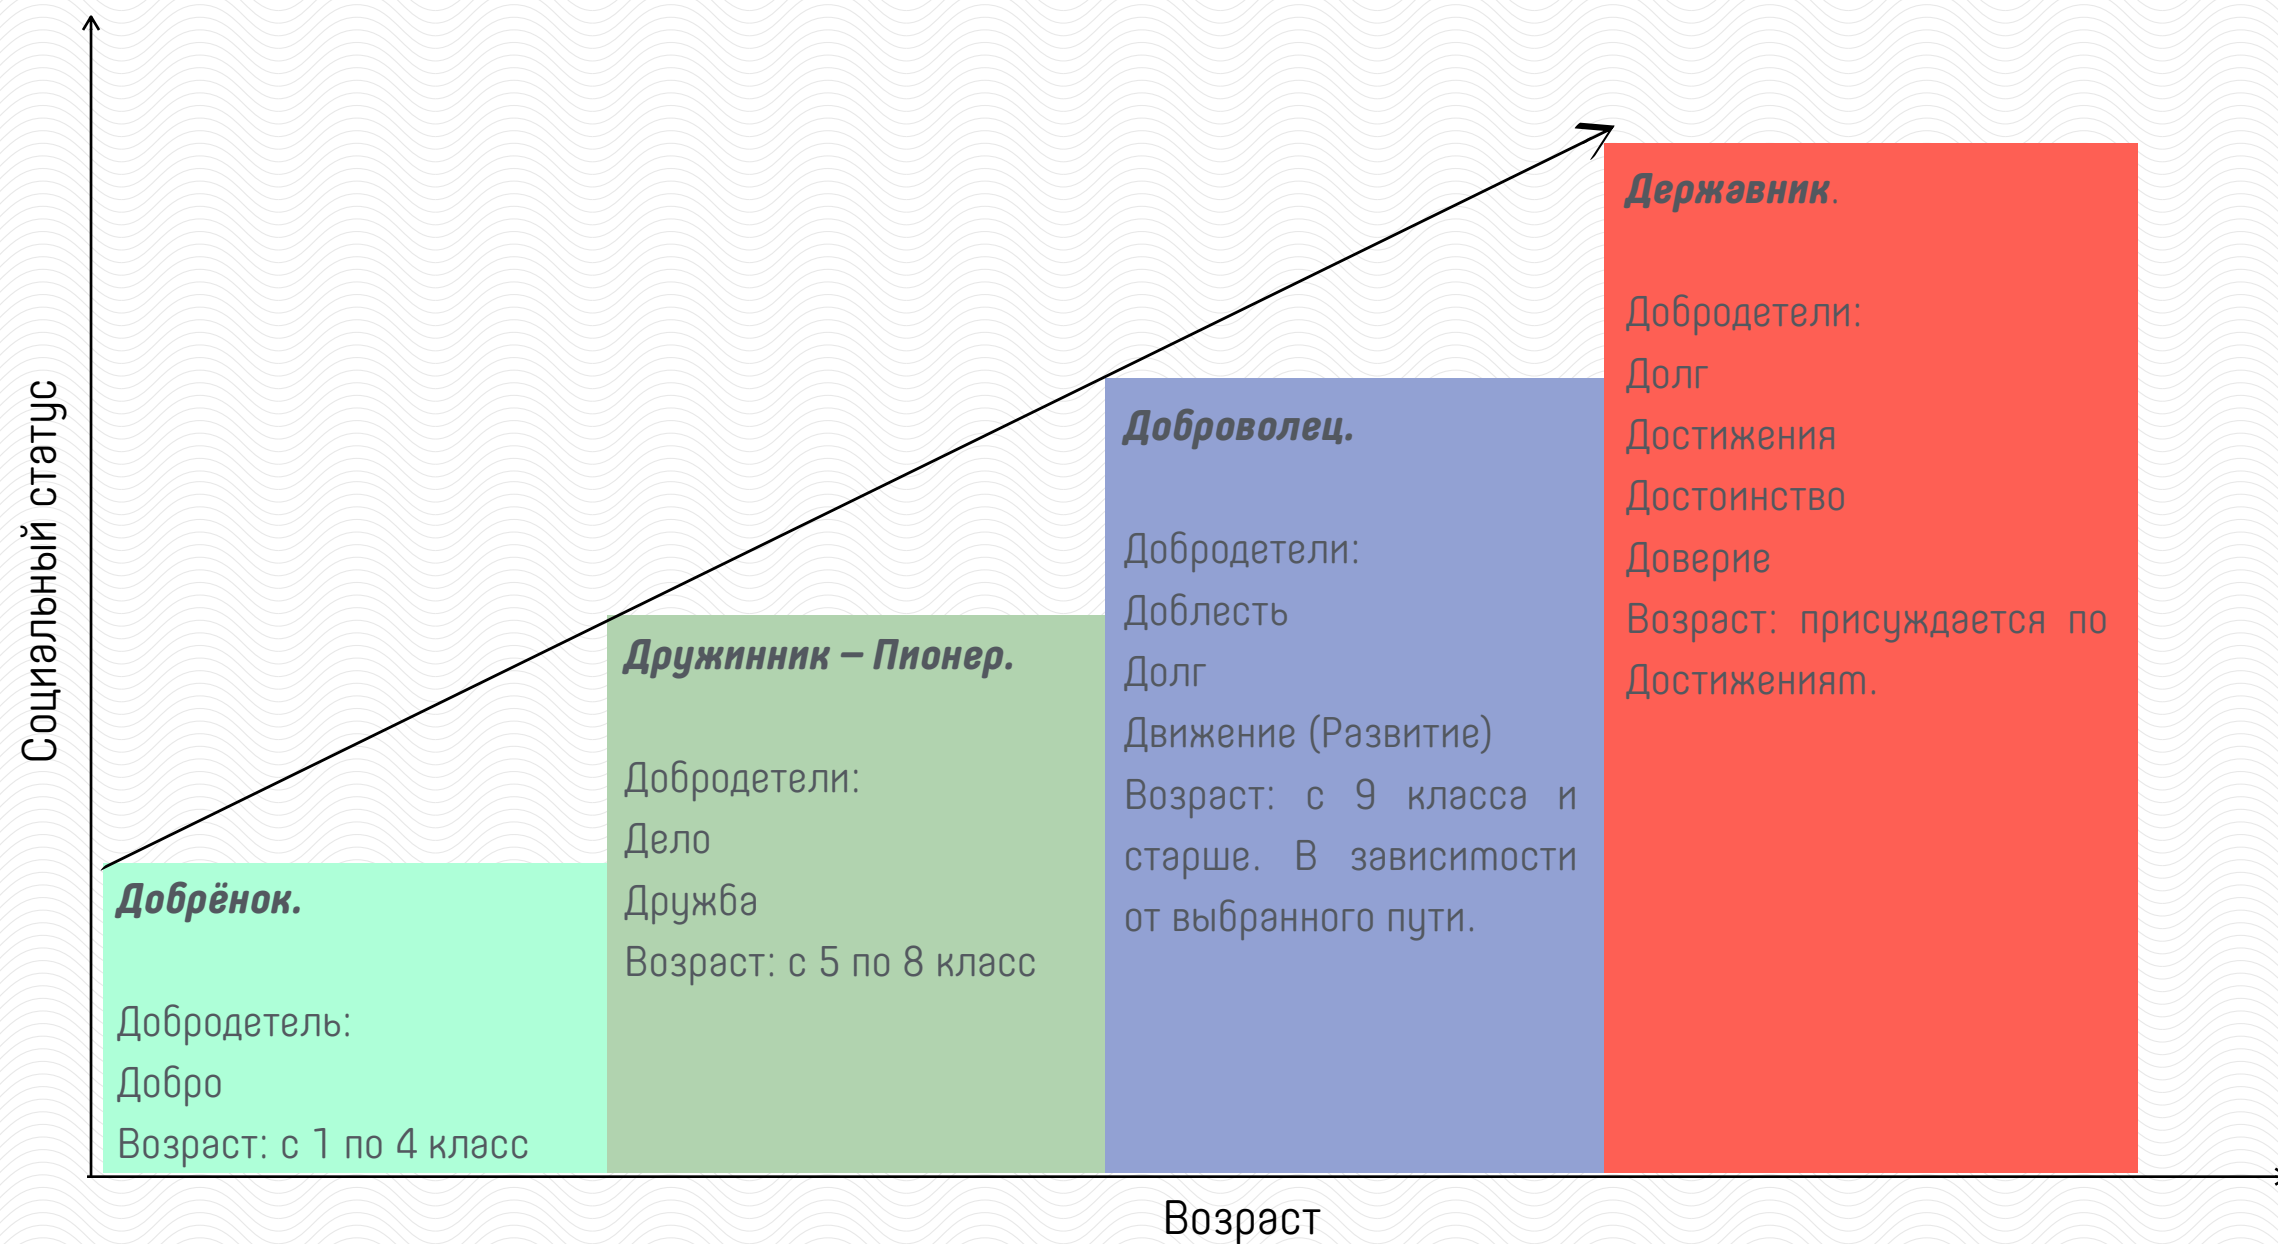 Социальный статус
Добрёнок.
Добродетель:
Добро
Возраст: с 1 по 4 класс
Дружинник – Пионер.
Добродетели:
Дело
Дружба
Возраст: с 5 по 8 класс
Доброволец.
Добродетели:
Доблесть
Долг
Движение (Развитие)
Возраст: с 9 класса и
старше. В зависимости
от выбранного пути.
Державник.
Добродетели:
Долг
Достижения
Достоинство
Доверие
Возраст: присуждается по
Достижениям.
Возраст